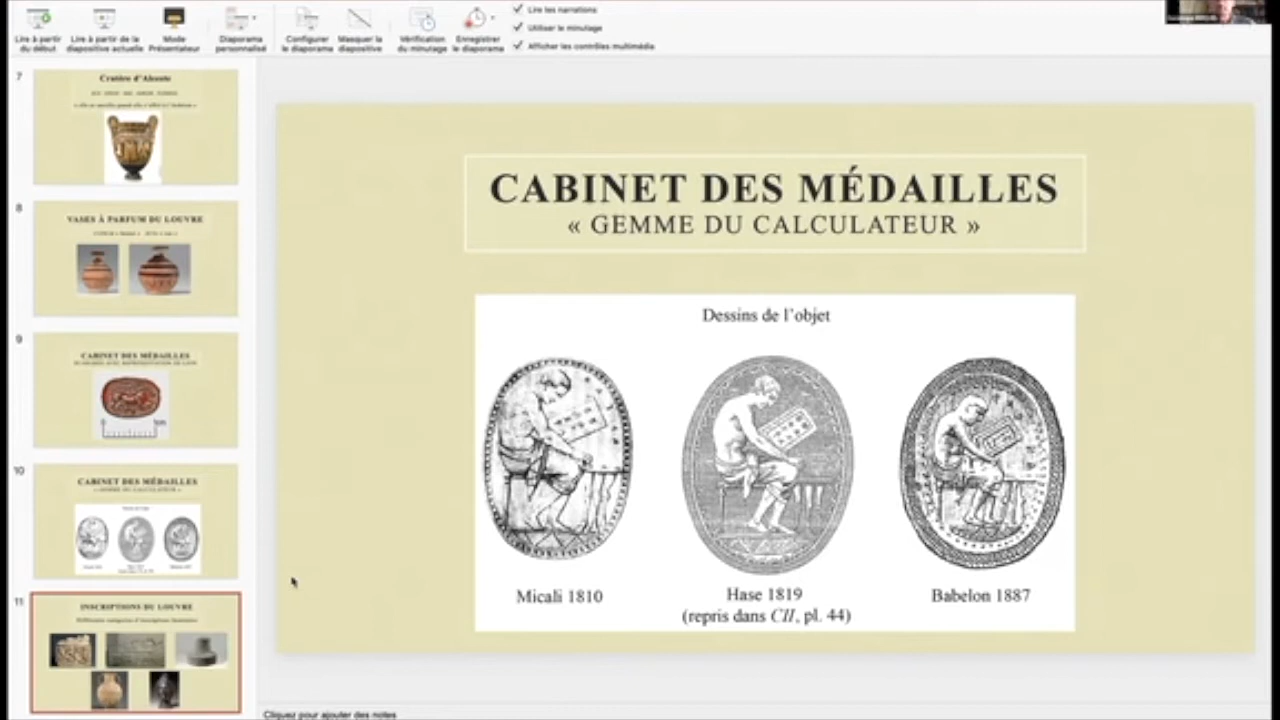 Lire à partir
du début
Lire à partir de la
diapositive actuelle
Mode
Présentateur
Diaporama
personnalisé
Configurer
le diaporama
Masquer la
diapositive
Vérification
du minutage
Enregistrer
le diaporama
Lire les narrations
Utiliser le minutage
Afficher les contrôles multimédia
7
Cratère d'Alceste
8
VASES À PARFUM DU LOUVRE
9
CABINET DES MÉDAILLES
10
CABINET DES MÉDAILLES
« GEMME DU CALCULATEUR »
11
INSCRIPTIONS DU LOUVRE
CABINET DES MÉDAILLES
« GEMME DU CALCULATEUR »
Dessins de l'objet
Micali 1810
Hase 1819
(repris dans CII, pl. 44)
Babelon 1887
Cliquez pour ajouter des notes